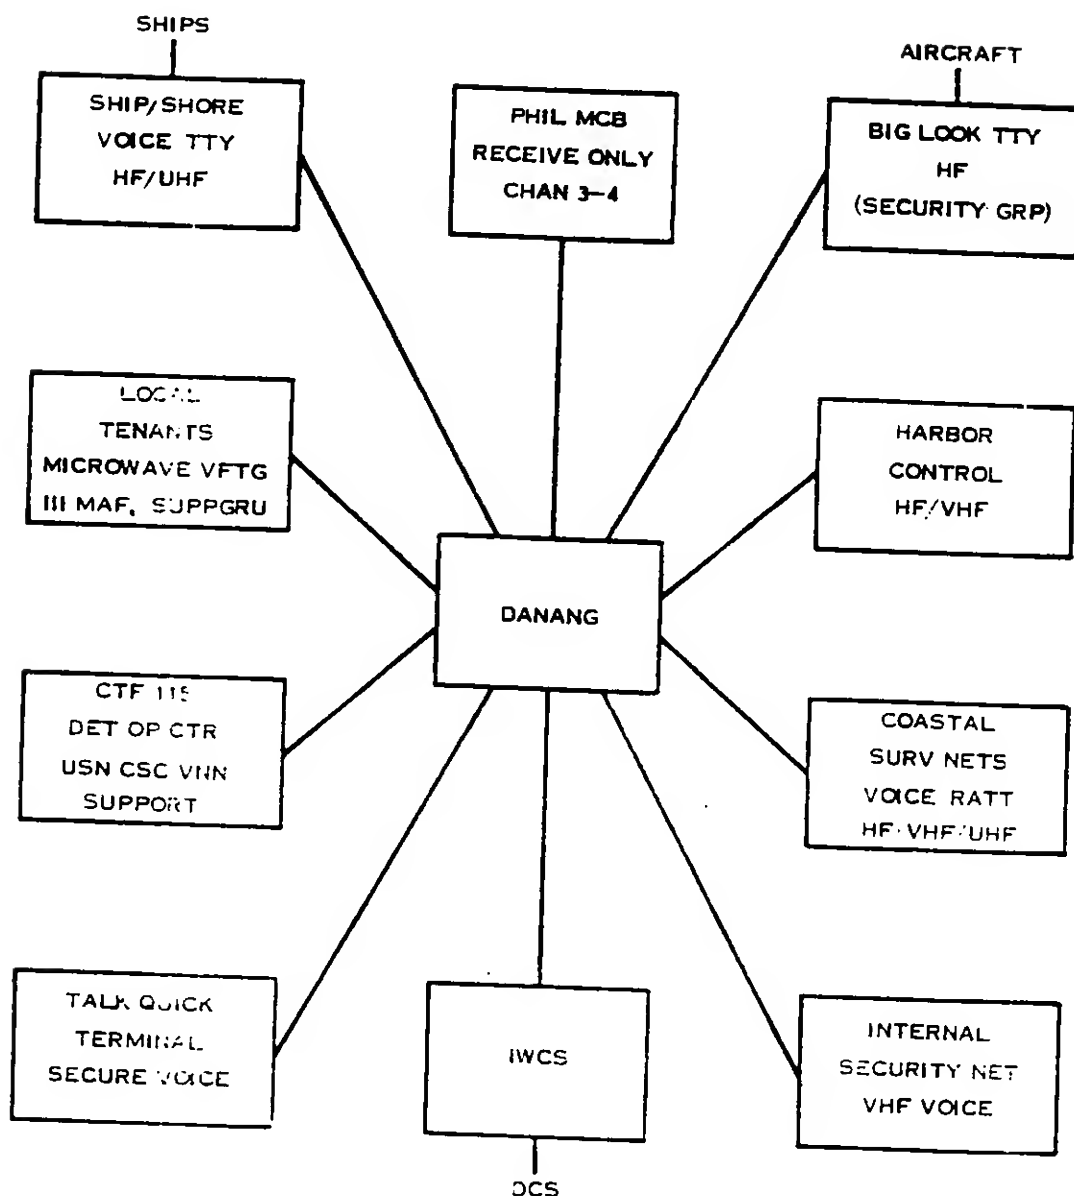 SHIPS
SHIP/SHORE
VOICE TTY
HF/UHF
PHIL MCB
RECEIVE ONLY
CHAN 3-4
AIRCRAFT
BIG LOOK TTY
HF
(SECURITY GRP)
LOCAL
TENANTS
MICROWAVE VFTG
III MAF, SUPPGRU
HARBOR
CONTROL
HF/VHF
DANANG
CTF 115
DET OP CTR
USN CSC VNN
SUPPORT
COASTAL
SURV NETS
VOICE RATT
HF/VHF/UHF
TALK QUICK
TERMINAL
SECURE VOICE
IWCS
INTERNAL
SECURITY NET
VHF VOICE
DCS